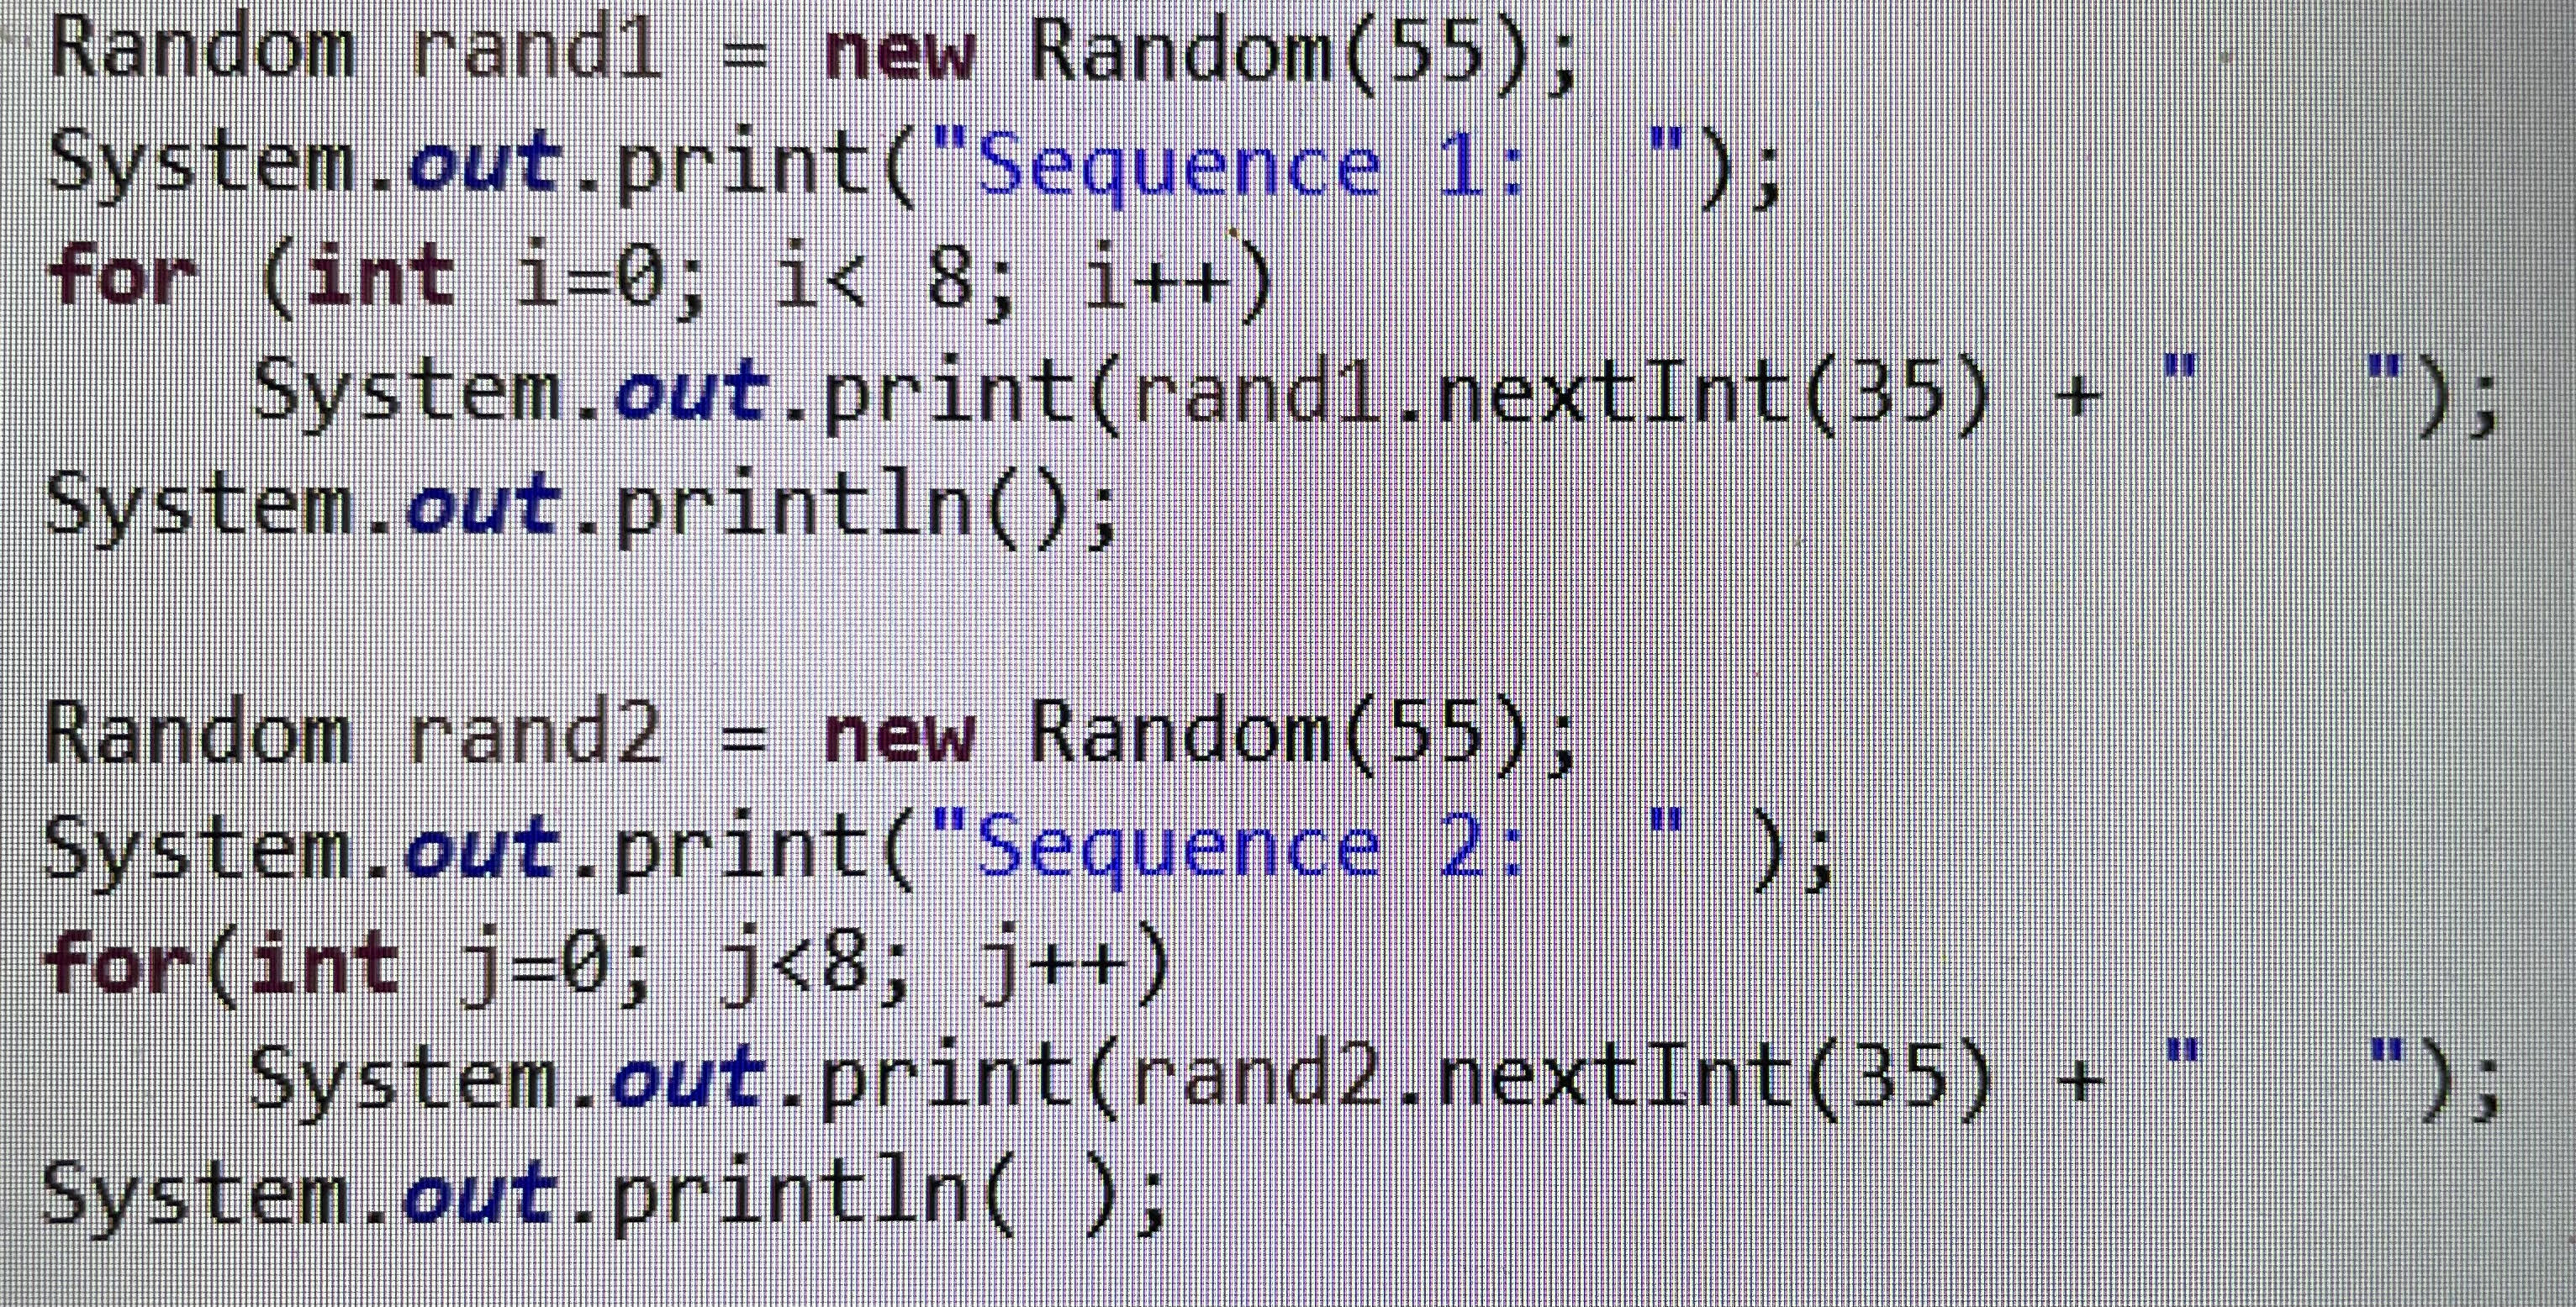 Random rand1 = new Random(55);
System.out.print("Sequence 1:  ");
for (int i=0; i< 8; i++)
    System.out.print(rand1.nextInt(35) + "   ");
System.out.println();

Random rand2 = new Random(55);
System.out.print("Sequence 2:  " );
for(int j=0; j<8; j++)
    System.out.print(rand2.nextInt(35) + "   ");
System.out.println( );